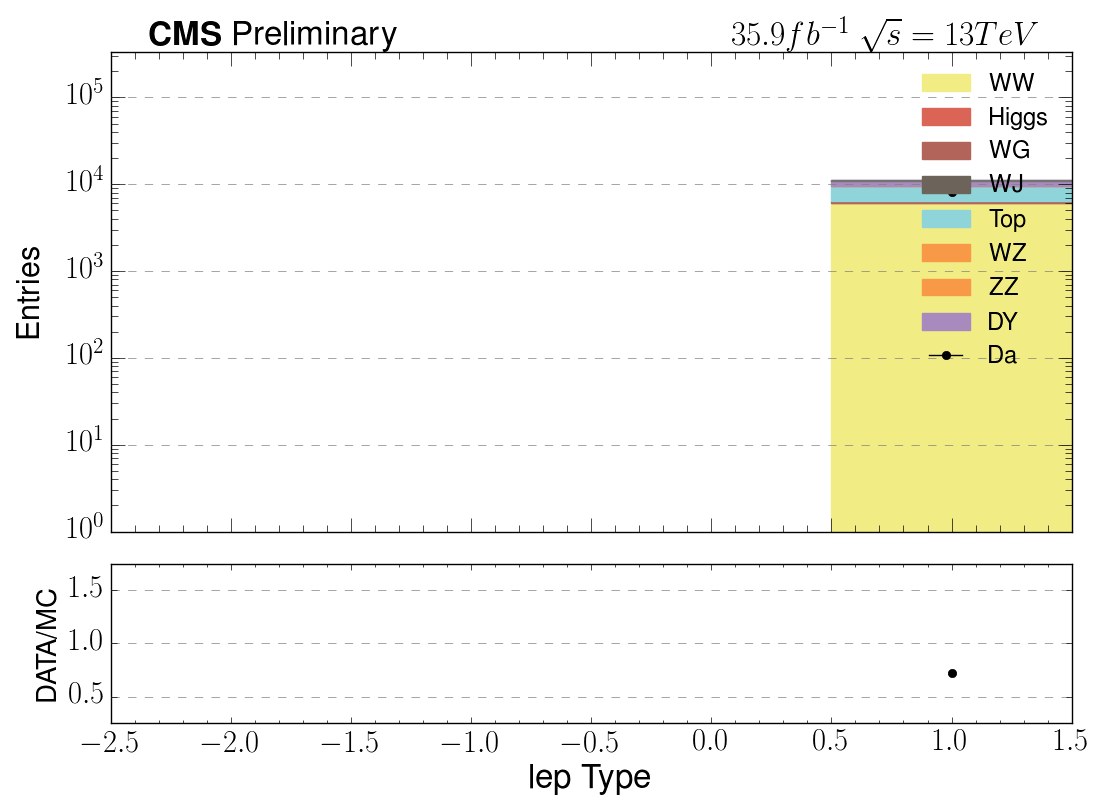 CMS Preliminary 35.9fb⁻¹ √s = 13TeV
10⁵
10⁴
10³
10²
10¹
10⁰
Entries
WW
Higgs
WG
WJ
Top
WZ
ZZ
DY
Da
1.5
1.0
0.5
DATA/MC
−2.5 −2.0 −1.5 −1.0 −0.5 0.0 0.5 1.0 1.5
lep Type